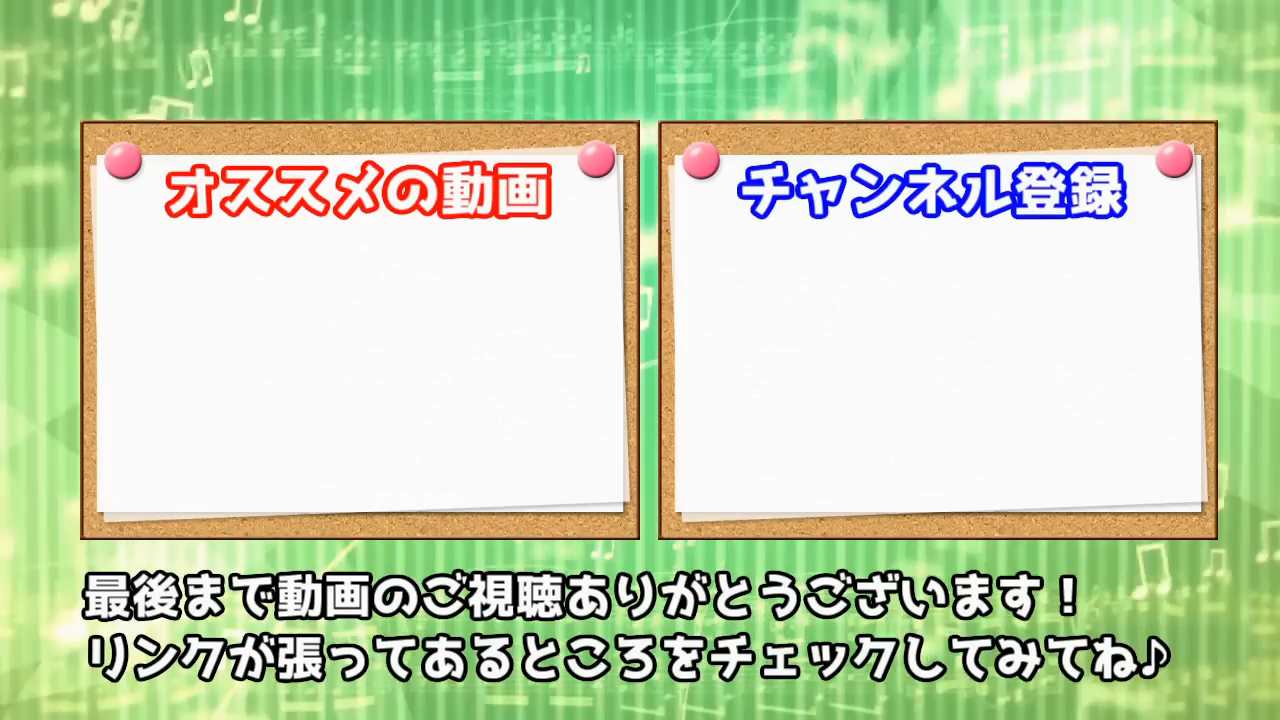 オススメの動画
チャンネル登録
最後まで動画のご視聴ありがとうございます！
リンクが張ってあるところをチェックしてみてね♪